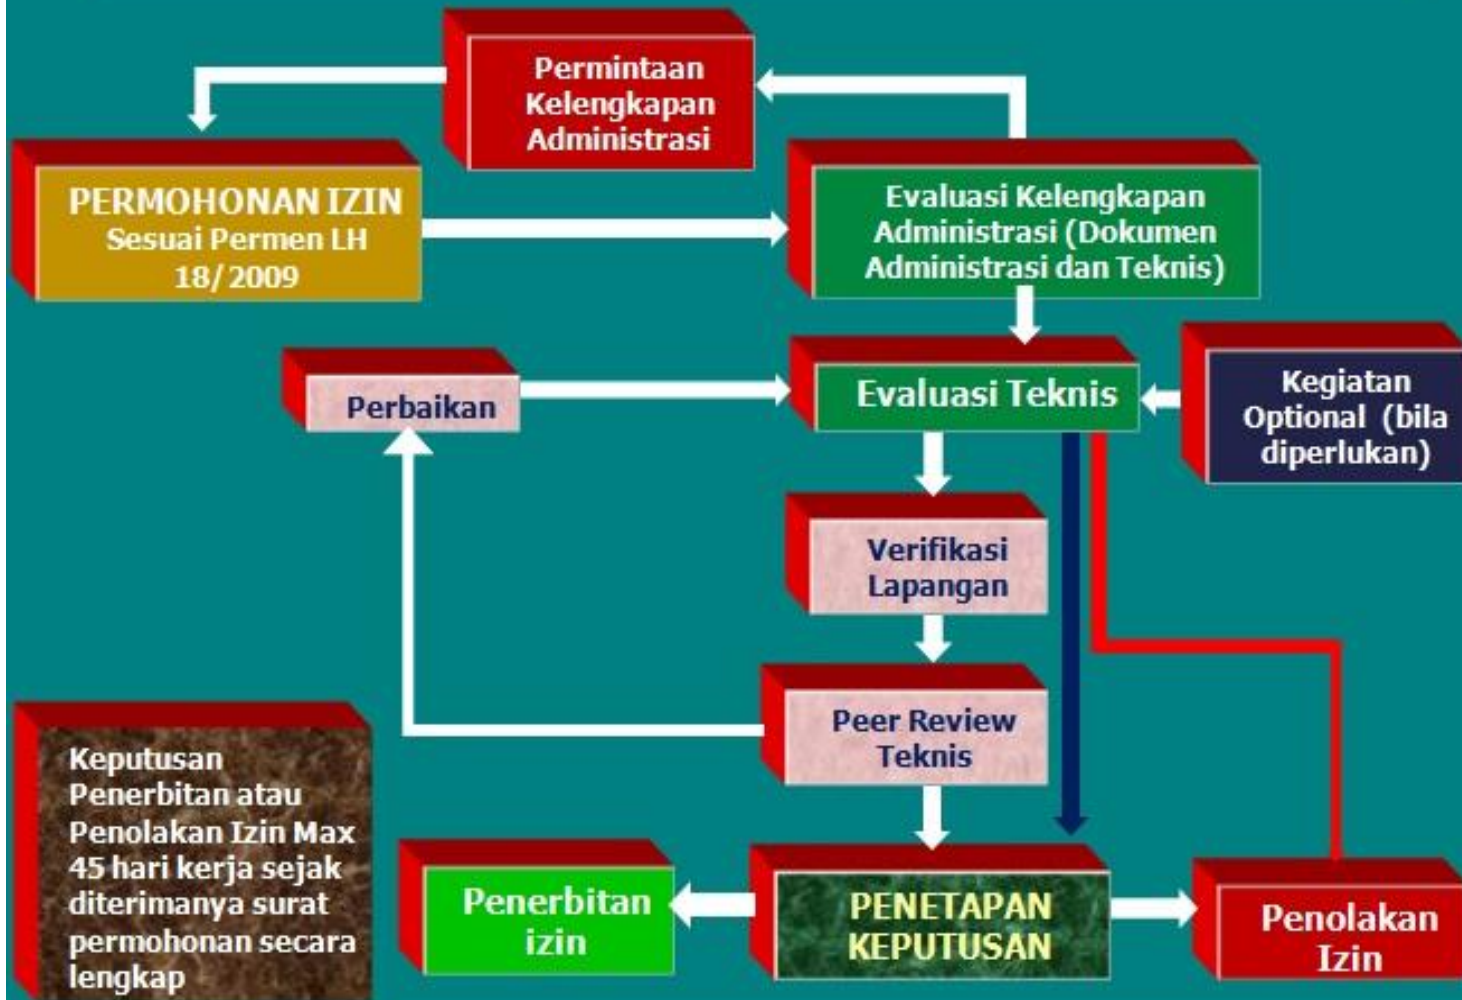 Permintaan
Kelengkapan
Administrasi
PERMOHONAN IZIN
Sesuai Permen LH
18/2009
Evaluasi Kelengkapan
Administrasi (Dokumen
Administrasi dan Teknis)
Perbaikan
Evaluasi Teknis
Kegiatan
Optional (bila
diperlukan)
Verifikasi
Lapangan
Peer Review
Teknis
Keputusan
Penerbitan atau
Penolakan Izin Max
45 hari kerja sejak
diterimanya surat
permohonan secara
lengkap
Penerbitan
izin
PENETAPAN
KEPUTUSAN
Penolakan
Izin